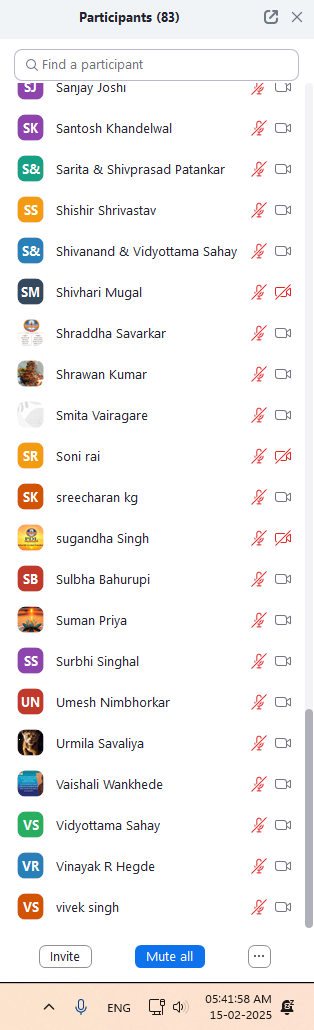 Participants (83)
Find a participant
SJ Sanjay Joshi
SK Santosh Khandelwal
S& Sarita & Shivprasad Patankar
SS Shishir Shrivastav
S& Shivanand & Vidyottama Sahay
SM Shivhari Mugal
Shraddha Savarkar
Shrawan Kumar
Smita Vairagare
SR Soni rai
SK sreecharan kg
sugandha Singh
SB Sulbha Bahurupi
Suman Priya
SS Surbhi Singhal
UN Umesh Nimbhorkar
Urmila Savaliya
Vaishali Wankhede
VS Vidyottama Sahay
VR Vinayak R Hegde
VS vivek singh
Invite Mute all ...
ENG 05:41:58 AM
15-02-2025